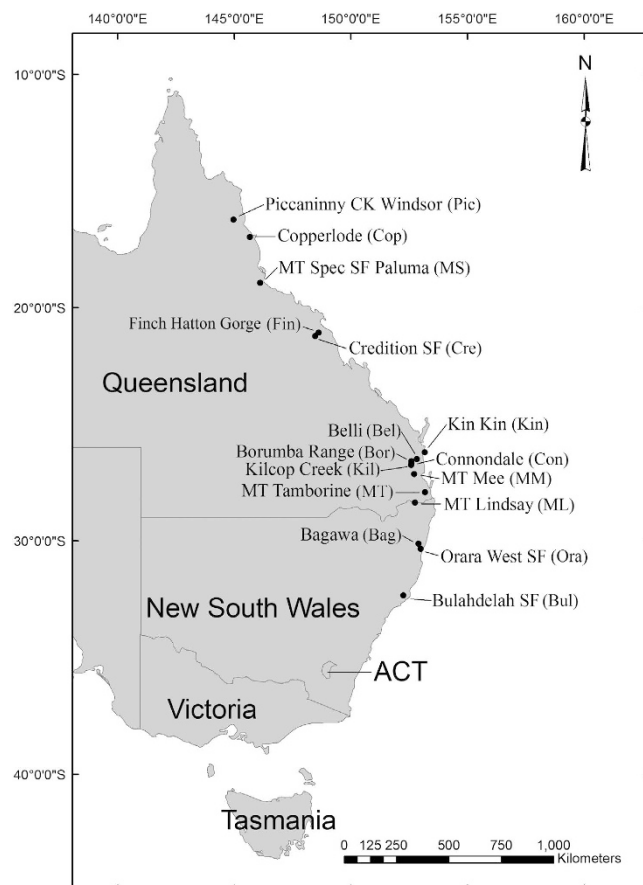 140°0'0"E 145°0'0"E 150°0'0"E 155°0'0"E 160°0'0"E
10°0'0"S
N
Piccaninny CK Windsor (Pic)
Copperlode (Cop)
MT Spec SF Paluma (MS)
20°0'0"S
Finch Hatton Gorge (Fin)
Credition SF (Cre)
Queensland
Belli (Bel)
Kin Kin (Kin)
Borumba Range (Bor)
Connondale (Con)
Kilcop Creek (Kil)
MT Mee (MM)
MT Tamborine (MT)
MT Lindsay (ML)
Bagawa (Bag)
30°0'0"S
Orara West SF (Ora)
New South Wales
Bulahdelah SF (Bul)
ACT
Victoria
40°0'0"S
Tasmania
0 125 250 500 750 1,000
Kilometers